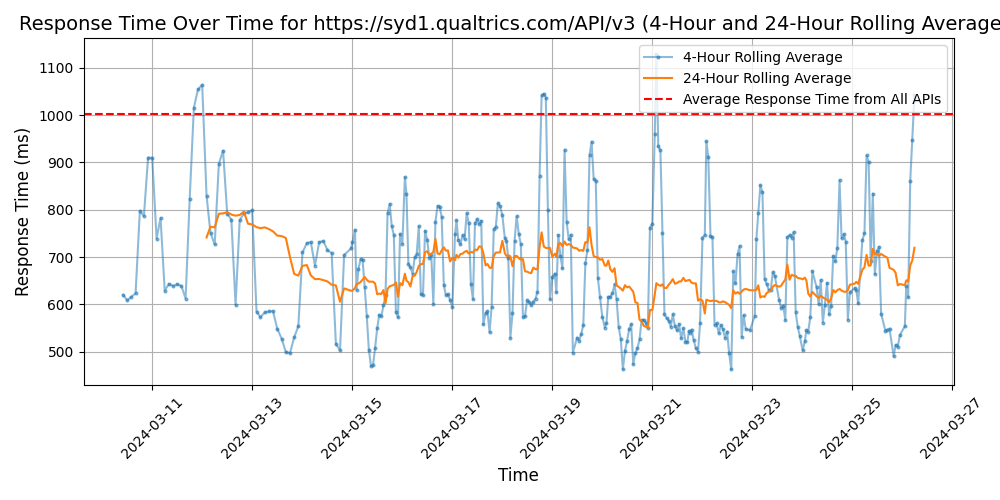 Response Time Over Time for https://syd1.qualtrics.com/API/v3 (4-Hour and 24-Hour Rolling Average
4-Hour Rolling Average
24-Hour Rolling Average
Average Response Time from All APIs
Response Time (ms)
1100
1000
900
800
700
600
500
2024-03-11
2024-03-13
2024-03-15
2024-03-17
2024-03-19
2024-03-21
2024-03-23
2024-03-25
2024-03-27
Time